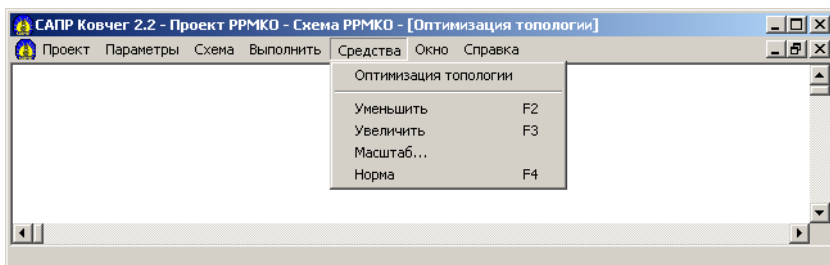 САПР Ковчег 2.2 - Проект РРМКО - Схема РРМКО - [Оптимизация топологии]
Проект Параметры Схема Выполнить Средства Окно Справка
Оптимизация топологии
Уменьшить F2
Увеличить F3
Масштаб...
Норма F4